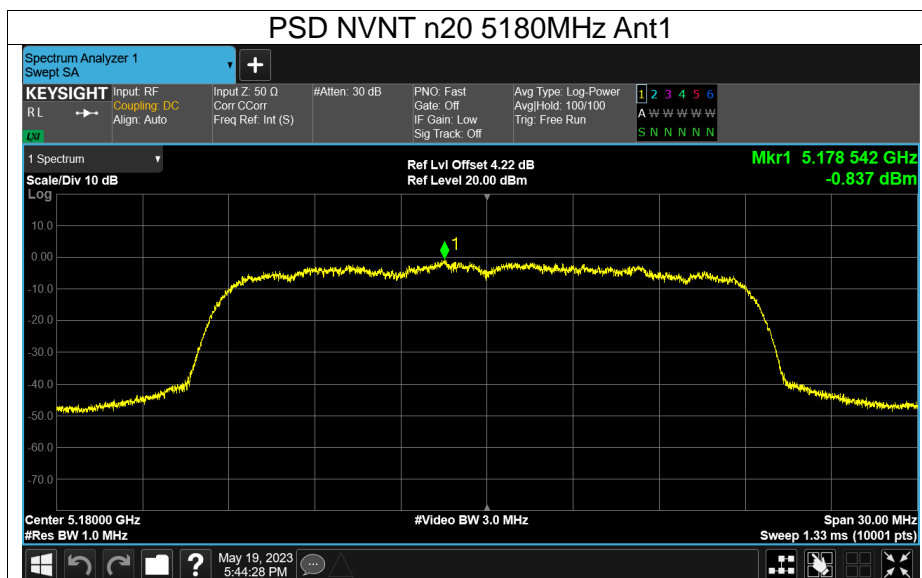 PSD NVNT n20 5180MHz Ant1
Spectrum Analyzer 1
Swept SA
+
KEYSIGHT
R L
LXI
Input: RF
Coupling: DC
Align: Auto
Input Z: 50 Ω
Corr CCorr
Freq Ref: Int (S)
#Atten: 30 dB
PNO: Fast
Gate: Off
IF Gain: Low
Sig Track: Off
Avg Type: Log-Power
Avg|Hold: 100/100
Trig: Free Run
1 2 3 4 5 6
A W W W W W
S N N N N N
1 Spectrum
Scale/Div 10 dB
Log
Ref Lvl Offset 4.22 dB
Ref Level 20.00 dBm
Mkr1 5.178 542 GHz
-0.837 dBm
10.0
0.00
-10.0
-20.0
-30.0
-40.0
-50.0
-60.0
-70.0
1
Center 5.18000 GHz
#Res BW 1.0 MHz
#Video BW 3.0 MHz
Span 30.00 MHz
Sweep 1.33 ms (10001 pts)
?
May 19, 2023
5:44:28 PM